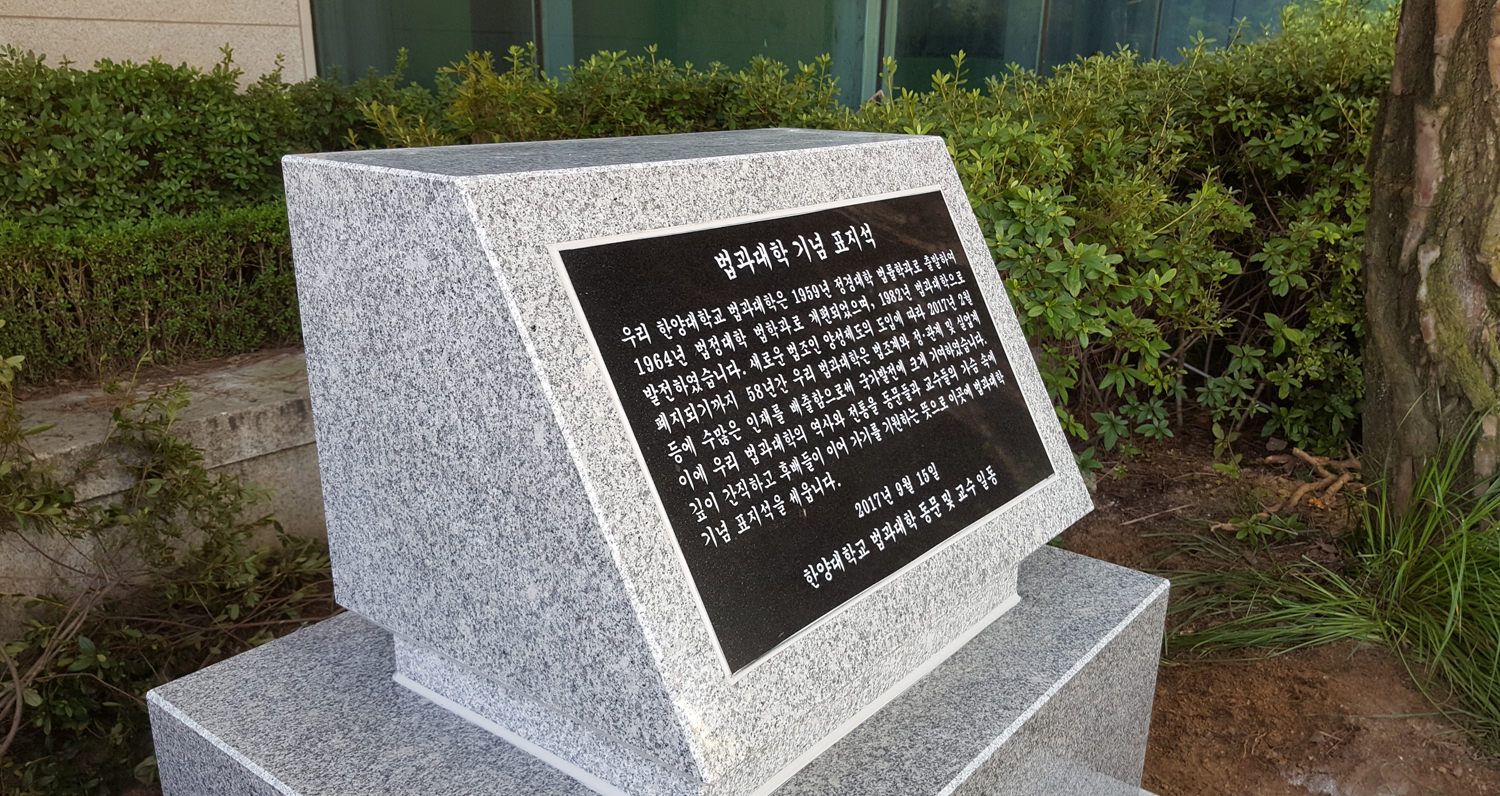 법과대학 기념 표지석
우리 한양대학교 법과대학은 1959년 정경대학 법률학과로 출발하여
1964년 법정대학 법학과로 개편되었으며, 1982년 법과대학으로
발전하였습니다. 새로운 법조인 양성제도의 도입에 따라 2017년 2월
폐지되기까지 58년간 우리 법과대학은 법조계와 정·관계 및 실업계
등에 수많은 인재를 배출함으로써 국가발전에 크게 기여하였습니다.
이에 우리 법과대학의 역사와 전통을 동문들과 교수들의 가슴 속에
깊이 간직하고 후배들이 이어 가기를 기원하는 뜻으로 이곳에 법과대학
기념 표지석을 세웁니다.
2017년 9월 15일
한양대학교 법과대학 동문 및 교수 일동